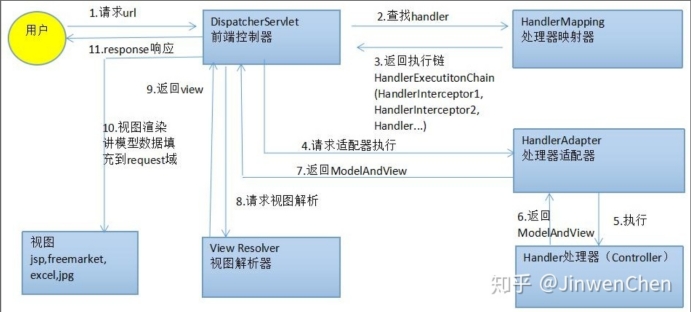 用户
1.请求url
11.response响应
DispatcherServlet
前端控制器
2.查找handler
HandlerMapping
处理器映射器
3.返回执行链
HandlerExecutitonChain
(HandlerInterceptor1,
HandlerInterceptor2,
Handler...)
9.返回view
10.视图渲染
讲模型数据填
充到request域
4.请求适配器执行
7.返回ModelAndView
HandlerAdapter
处理器适配器
8.请求视图解析
6.返回
ModelAndView
5.执行
视图
jsp,freemarket,
excel,jpg
View Resolver
视图解析器
Handler处理器（Controller）
知乎 @JinwenChen